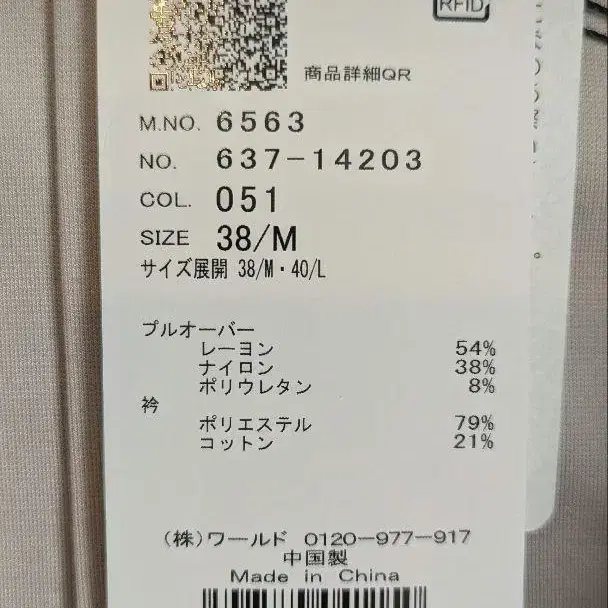 RFID
商品詳細QR
M.NO. 6563
NO. 637-14203
COL. 051
SIZE 38/M
サイズ展開 38/M・40/L
プルオーバー
レーヨン 54%
ナイロン 38%
ポリウレタン 8%
衿
ポリエステル 79%
コットン 21%
(株)ワールド 0120-977-917
中国製
Made in China